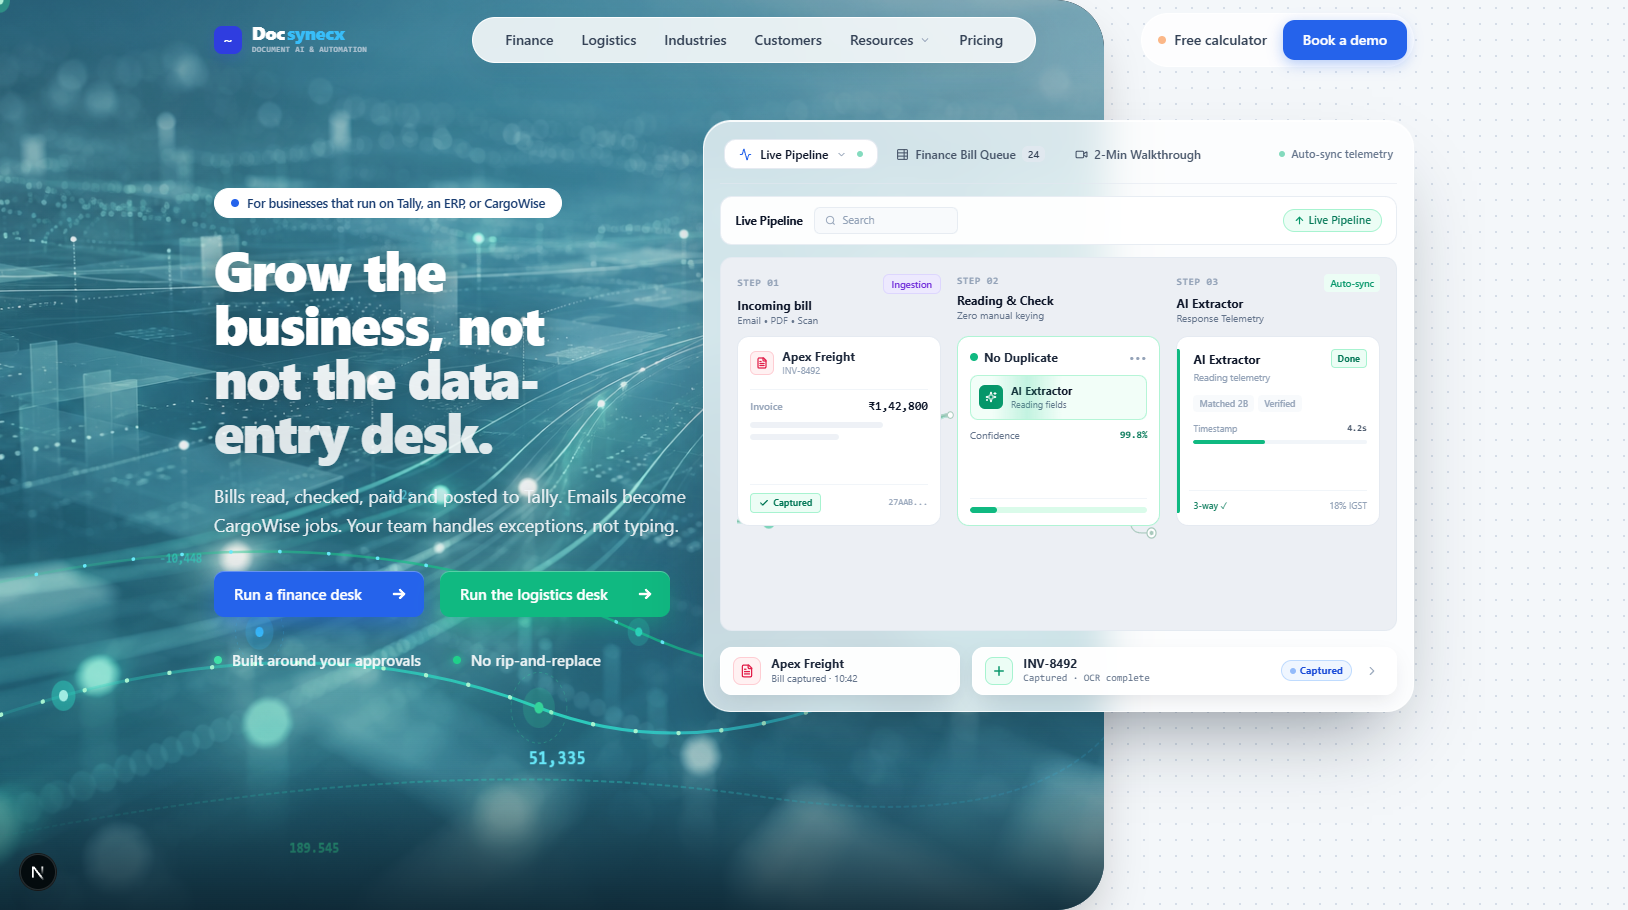 ~
Docsynecx
DOCUMENT AI & AUTOMATION
Finance
Logistics
Industries
Customers
Resources
Pricing
Free calculator
Book a demo
For businesses that run on Tally, an ERP, or CargoWise
Grow the
business, not
not the data-
entry desk.
Bills read, checked, paid and posted to Tally. Emails become
CargoWise jobs. Your team handles exceptions, not typing.
-10,448
Run a finance desk →
Run the logistics desk →
Built around your approvals
No rip-and-replace
51,335
189.545
N
Live Pipeline
Finance Bill Queue 24
2-Min Walkthrough
Auto-sync telemetry
Live Pipeline
Search
↑ Live Pipeline
STEP 01
Ingestion
Incoming bill
Email • PDF • Scan
Apex Freight
INV-8492
Invoice ₹1,42,800
✓ Captured
27AAB...
STEP 02
Reading & Check
Zero manual keying
No Duplicate
AI Extractor
Reading fields
Confidence 99.8%
STEP 03
Auto-sync
AI Extractor
Response Telemetry
AI Extractor
Done
Reading telemetry
Matched 2B
Verified
Timestamp 4.2s
3-way ✓
18% IGST
Apex Freight
Bill captured · 10:42
INV-8492
Captured · OCR complete
Captured